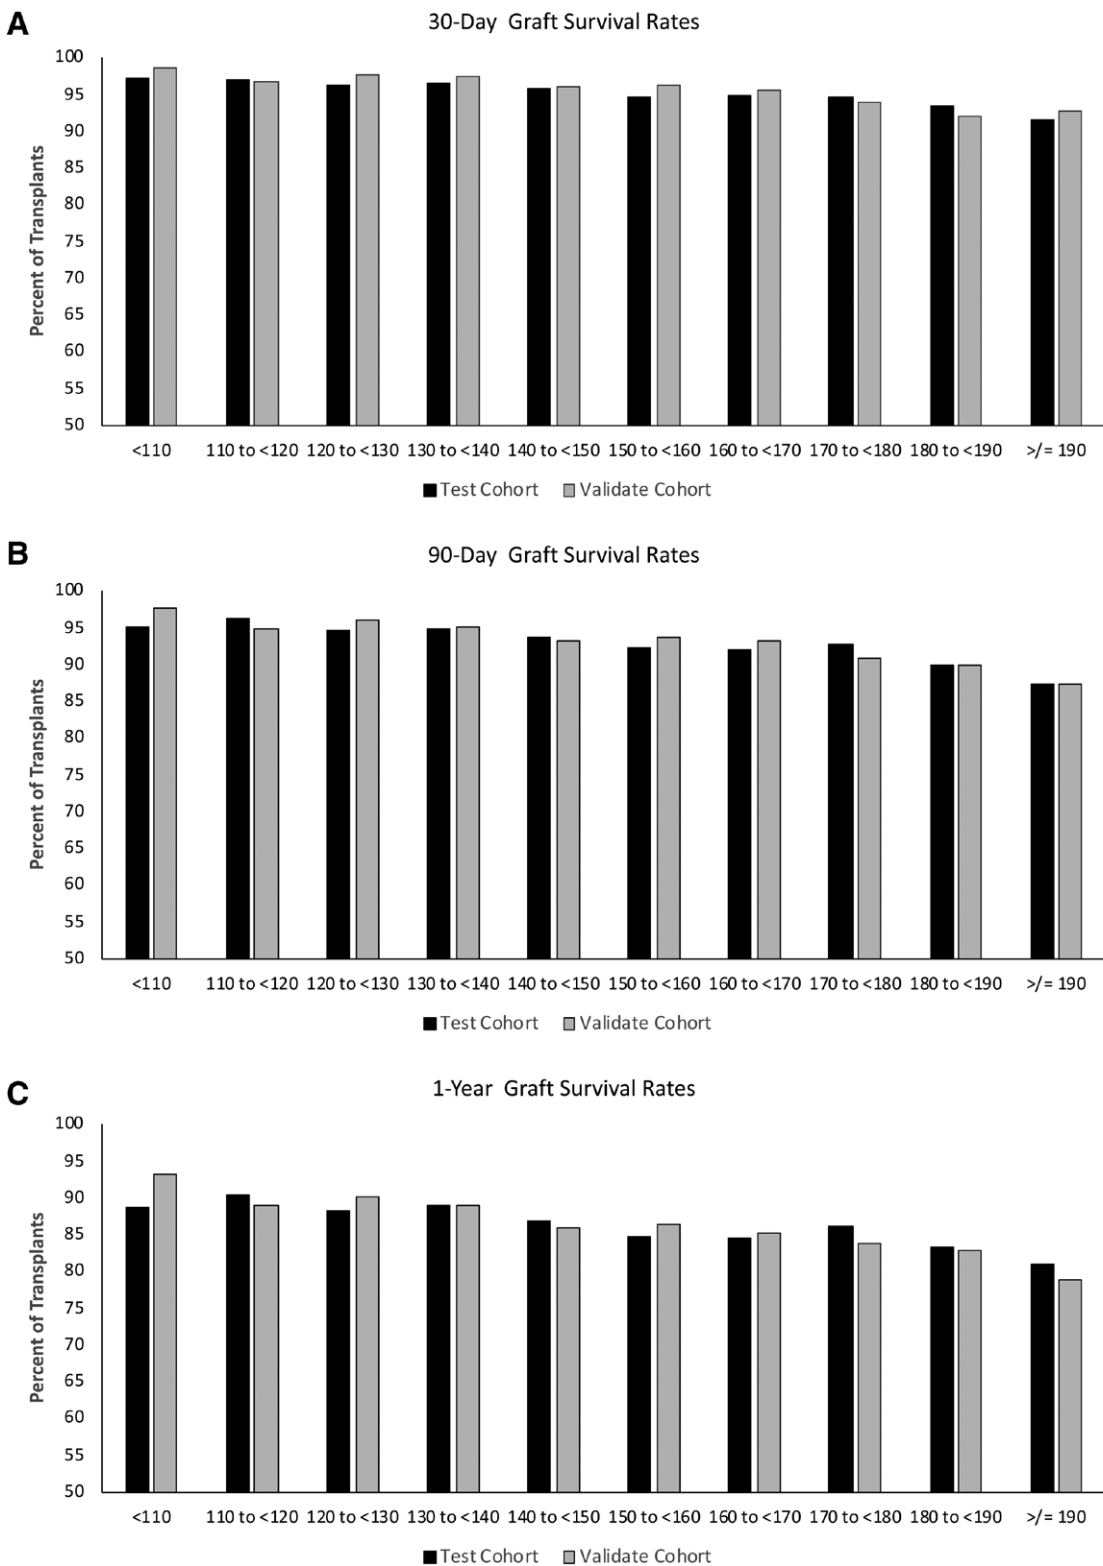 A
30-Day Graft Survival Rates
Percent of Transplants
100
95
90
85
80
75
70
65
60
55
50
<110 110 to <120 120 to <130 130 to <140 140 to <150 150 to <160 160 to <170 170 to <180 180 to <190 >/= 190
Test Cohort Validate Cohort
B
90-Day Graft Survival Rates
Percent of Transplants
100
95
90
85
80
75
70
65
60
55
50
<110 110 to <120 120 to <130 130 to <140 140 to <150 150 to <160 160 to <170 170 to <180 180 to <190 >/= 190
Test Cohort Validate Cohort
C
1-Year Graft Survival Rates
Percent of Transplants
100
95
90
85
80
75
70
65
60
55
50
<110 110 to <120 120 to <130 130 to <140 140 to <150 150 to <160 160 to <170 170 to <180 180 to <190 >/= 190
Test Cohort Validate Cohort